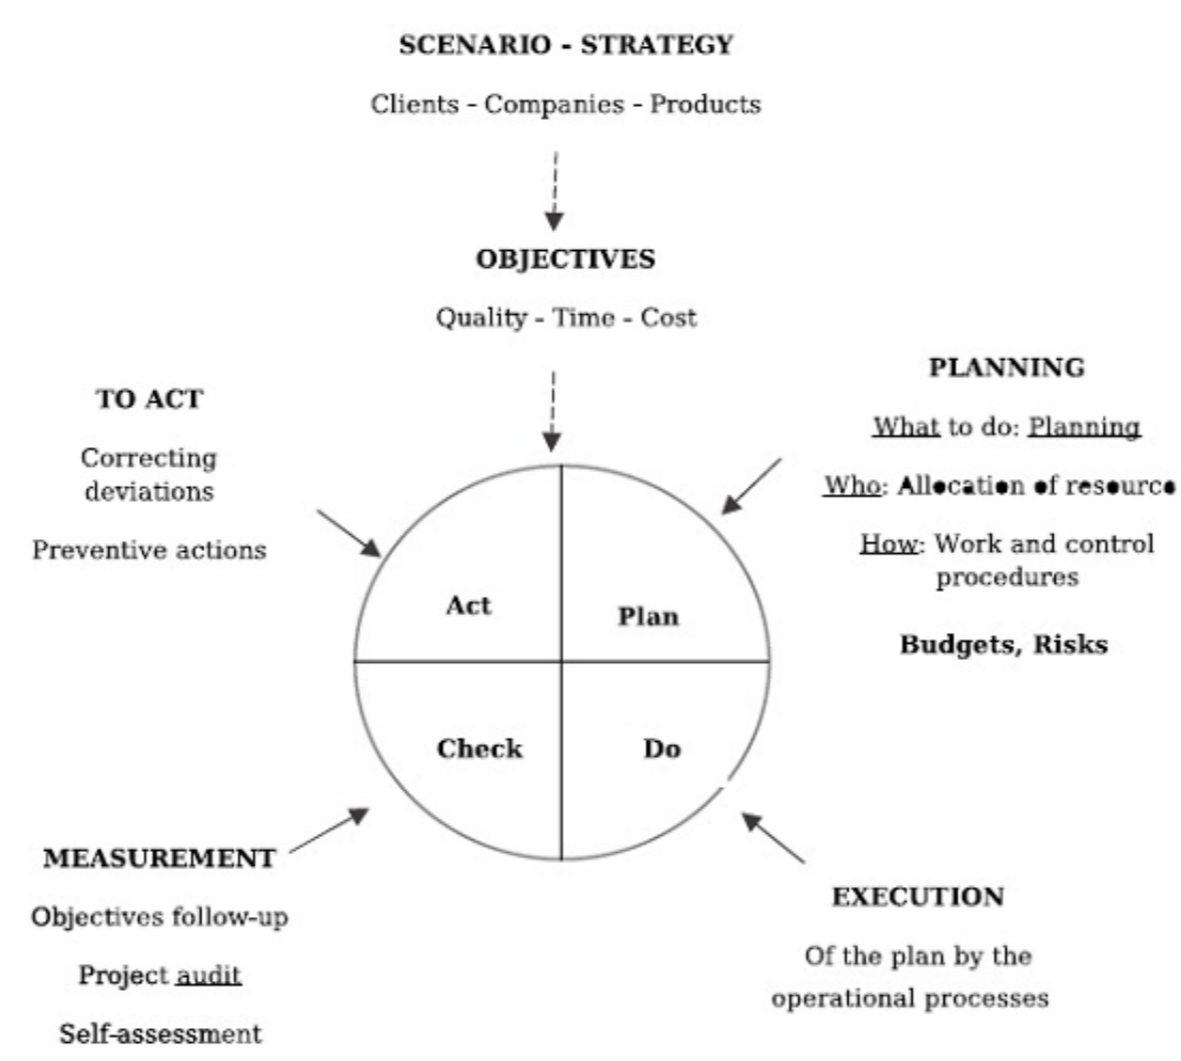 SCENARIO - STRATEGY
Clients - Companies - Products
OBJECTIVES
Quality - Time - Cost
PLANNING
What to do: Planning
Who: Allocation of resource
How: Work and control
procedures
Budgets, Risks
TO ACT
Correcting
deviations
Preventive actions
Act
Plan
Check
Do
MEASUREMENT
Objectives follow-up
Project audit
Self-assessment
EXECUTION
Of the plan by the
operational processes